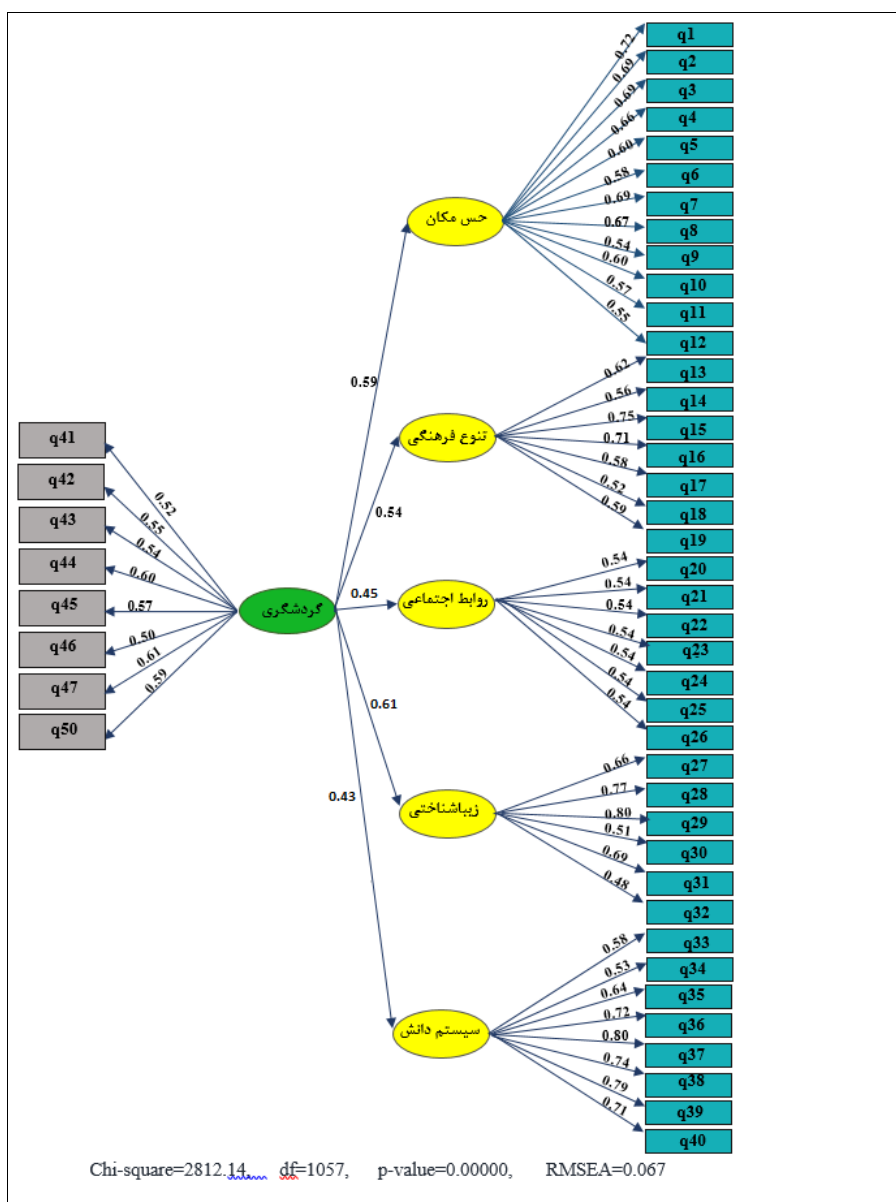 q1
0.72
q2
0.69
q3
0.69
q4
0.66
q5
0.60
q6
0.58
q7
0.69
q8
0.67
q9
0.54
q10
0.60
q11
0.57
q12
0.55
حس مکان
0.59
q13
0.62
q14
0.56
q15
0.75
q16
0.71
q17
0.58
q18
0.52
q19
0.59
تنوع فرهنگی
0.54
q20
0.54
q21
0.54
q22
0.54
q23
0.54
q24
0.54
q25
0.54
q26
0.54
روابط اجتماعی
0.45
q27
0.66
q28
0.77
q29
0.80
q30
0.51
q31
0.69
q32
0.48
زیباشناختی
0.61
q33
0.58
q34
0.53
q35
0.64
q36
0.72
q37
0.80
q38
0.74
q39
0.79
q40
0.71
سیستم دانش
0.43
گردشگری
q41
0.52
q42
0.55
q43
0.54
q44
0.60
q45
0.57
q46
0.50
q47
0.61
q50
0.59
Chi-square=2812.14, df=1057, p-value=0.00000, RMSEA=0.067